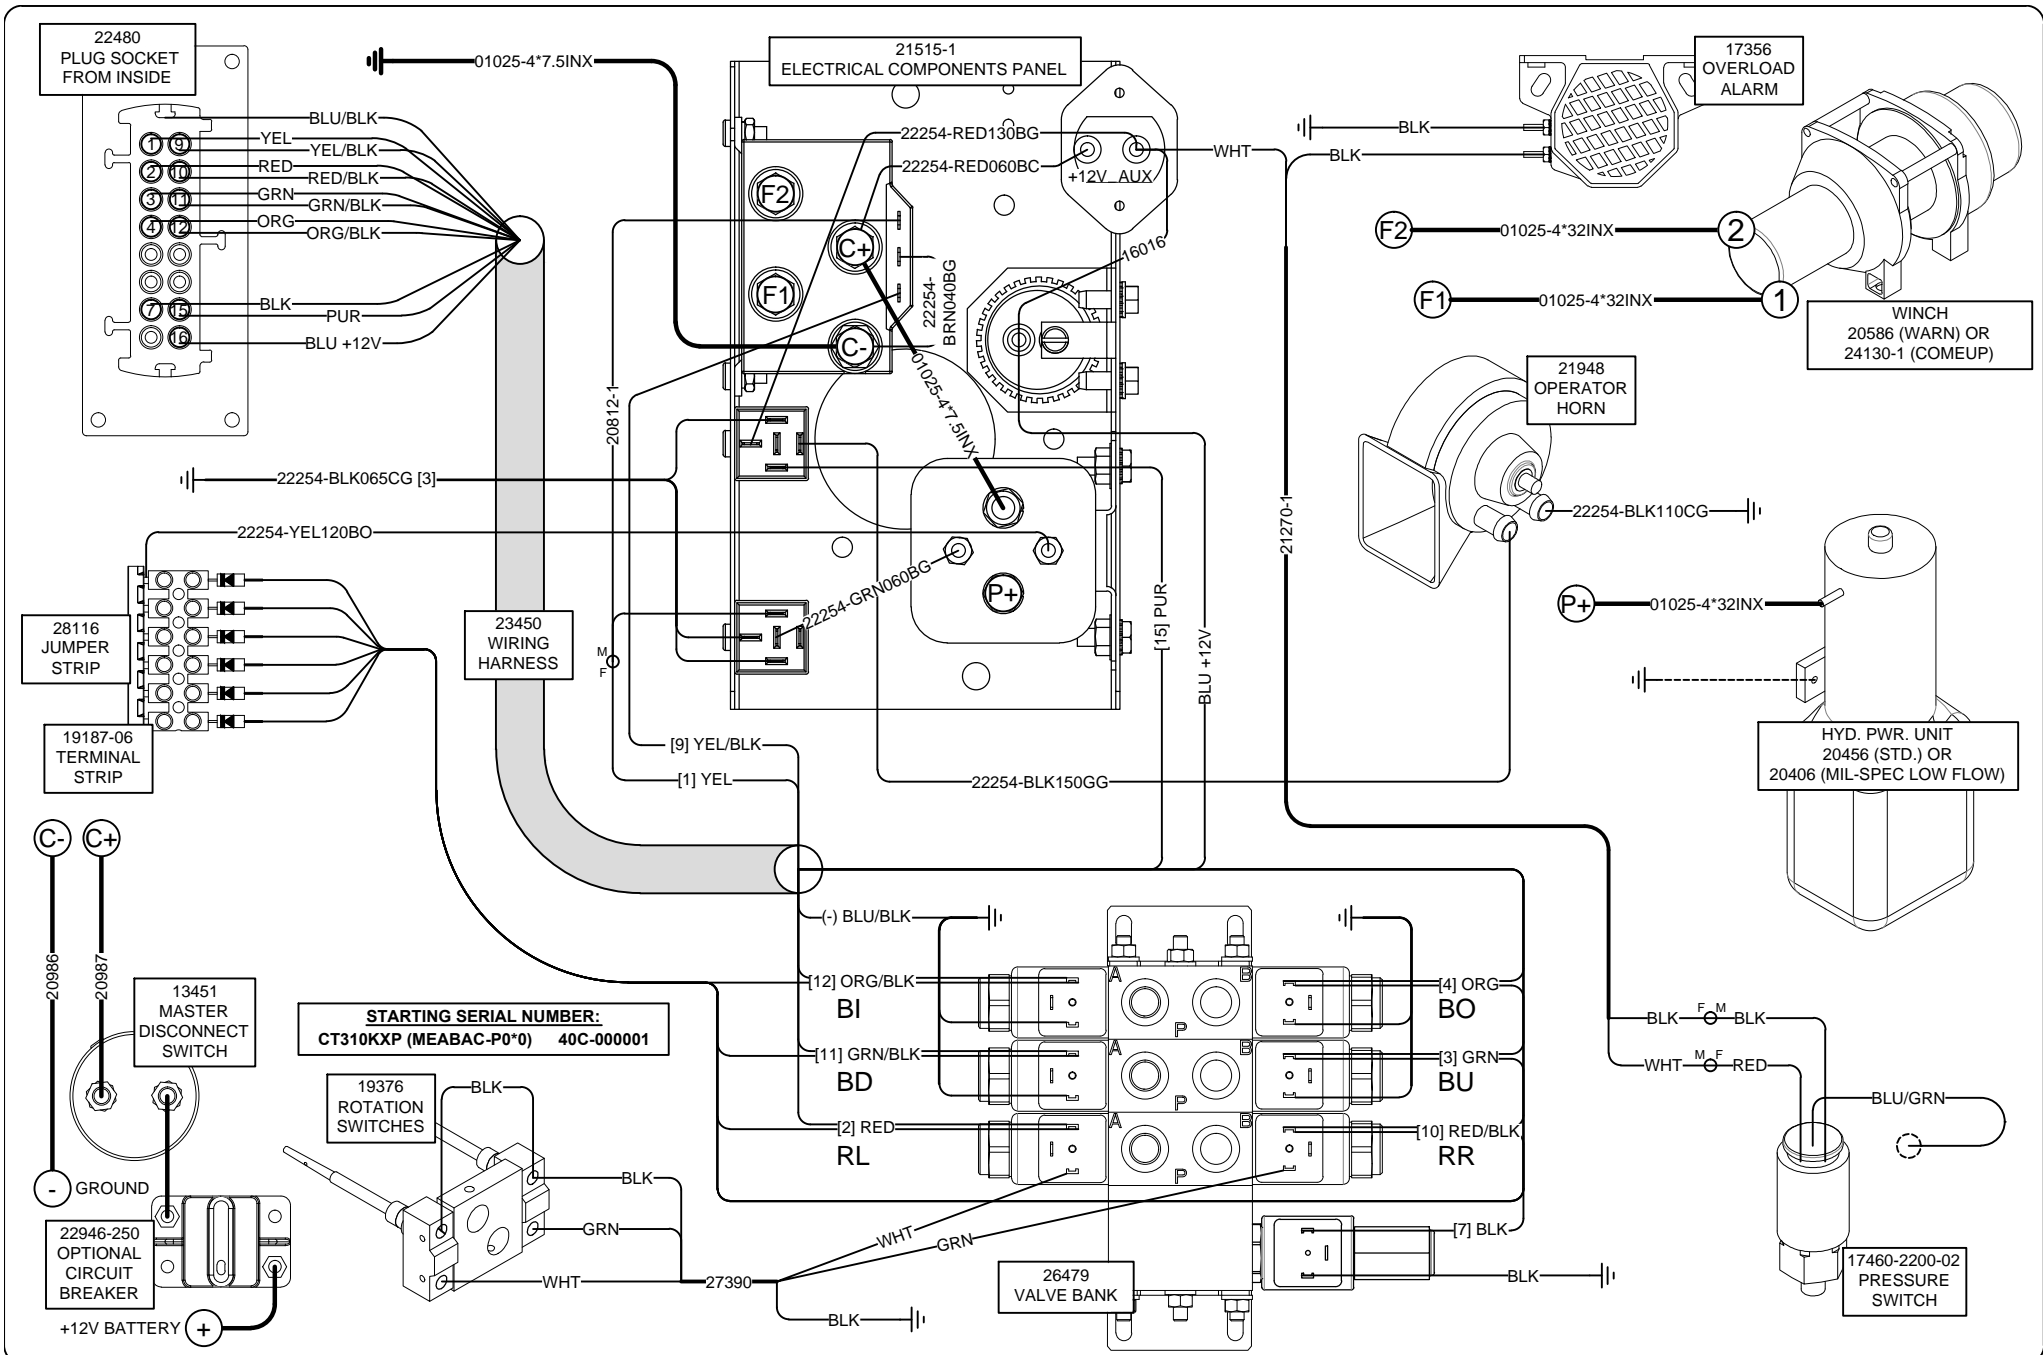 22480
PLUG SOCKET
FROM INSIDE
BLU/BLK
YEL
YEL/BLK
RED
RED/BLK
GRN
GRN/BLK
ORG
ORG/BLK
BLK
PUR
BLU +12V
1 9
2 10
3 11
4 12
7 15
16
01025-4*7.5INX
21515-1
ELECTRICAL COMPONENTS PANEL
22254-RED130BG
22254-RED060BC
+12V AUX
F2
C+
F1
C-
22254-
BRN040BG
16016
01025-4*7.5INX
20812-1
WHT
BLK
BLK
17356
OVERLOAD
ALARM
F2
01025-4*32INX
2
F1
01025-4*32INX
1
WINCH
20586 (WARN) OR
24130-1 (COMEUP)
21948
OPERATOR
HORN
22254-BLK110CG
21270-1
22254-BLK065CG [3]
22254-YEL120BO
22254-GRN060BG
P+
[15] PUR
BLU +12V
P+
01025-4*32INX
HYD. PWR. UNIT
20456 (STD.) OR
20406 (MIL-SPEC LOW FLOW)
28116
JUMPER
STRIP
19187-06
TERMINAL
STRIP
23450
WIRING
HARNESS
M
F
[9] YEL/BLK
[1] YEL
22254-BLK150GG
C-
C+
20986
20987
13451
MASTER
DISCONNECT
SWITCH
- GROUND
22946-250
OPTIONAL
CIRCUIT
BREAKER
+12V BATTERY +
STARTING SERIAL NUMBER:
CT310KXP (MEABAC-P0*0) 40C-000001
19376
ROTATION
SWITCHES
BLK
BLK
GRN
WHT
27390
WHT
GRN
BLK
(-) BLU/BLK
[12] ORG/BLK
BI
[11] GRN/BLK
BD
[2] RED
RL
A B
P
A B
P
A B
P
[4] ORG
BO
[3] GRN
BU
[10] RED/BLK
RR
[7] BLK
BLK
26479
VALVE BANK
BLK F M BLK
WHT M F RED
BLU/GRN
17460-2200-02
PRESSURE
SWITCH